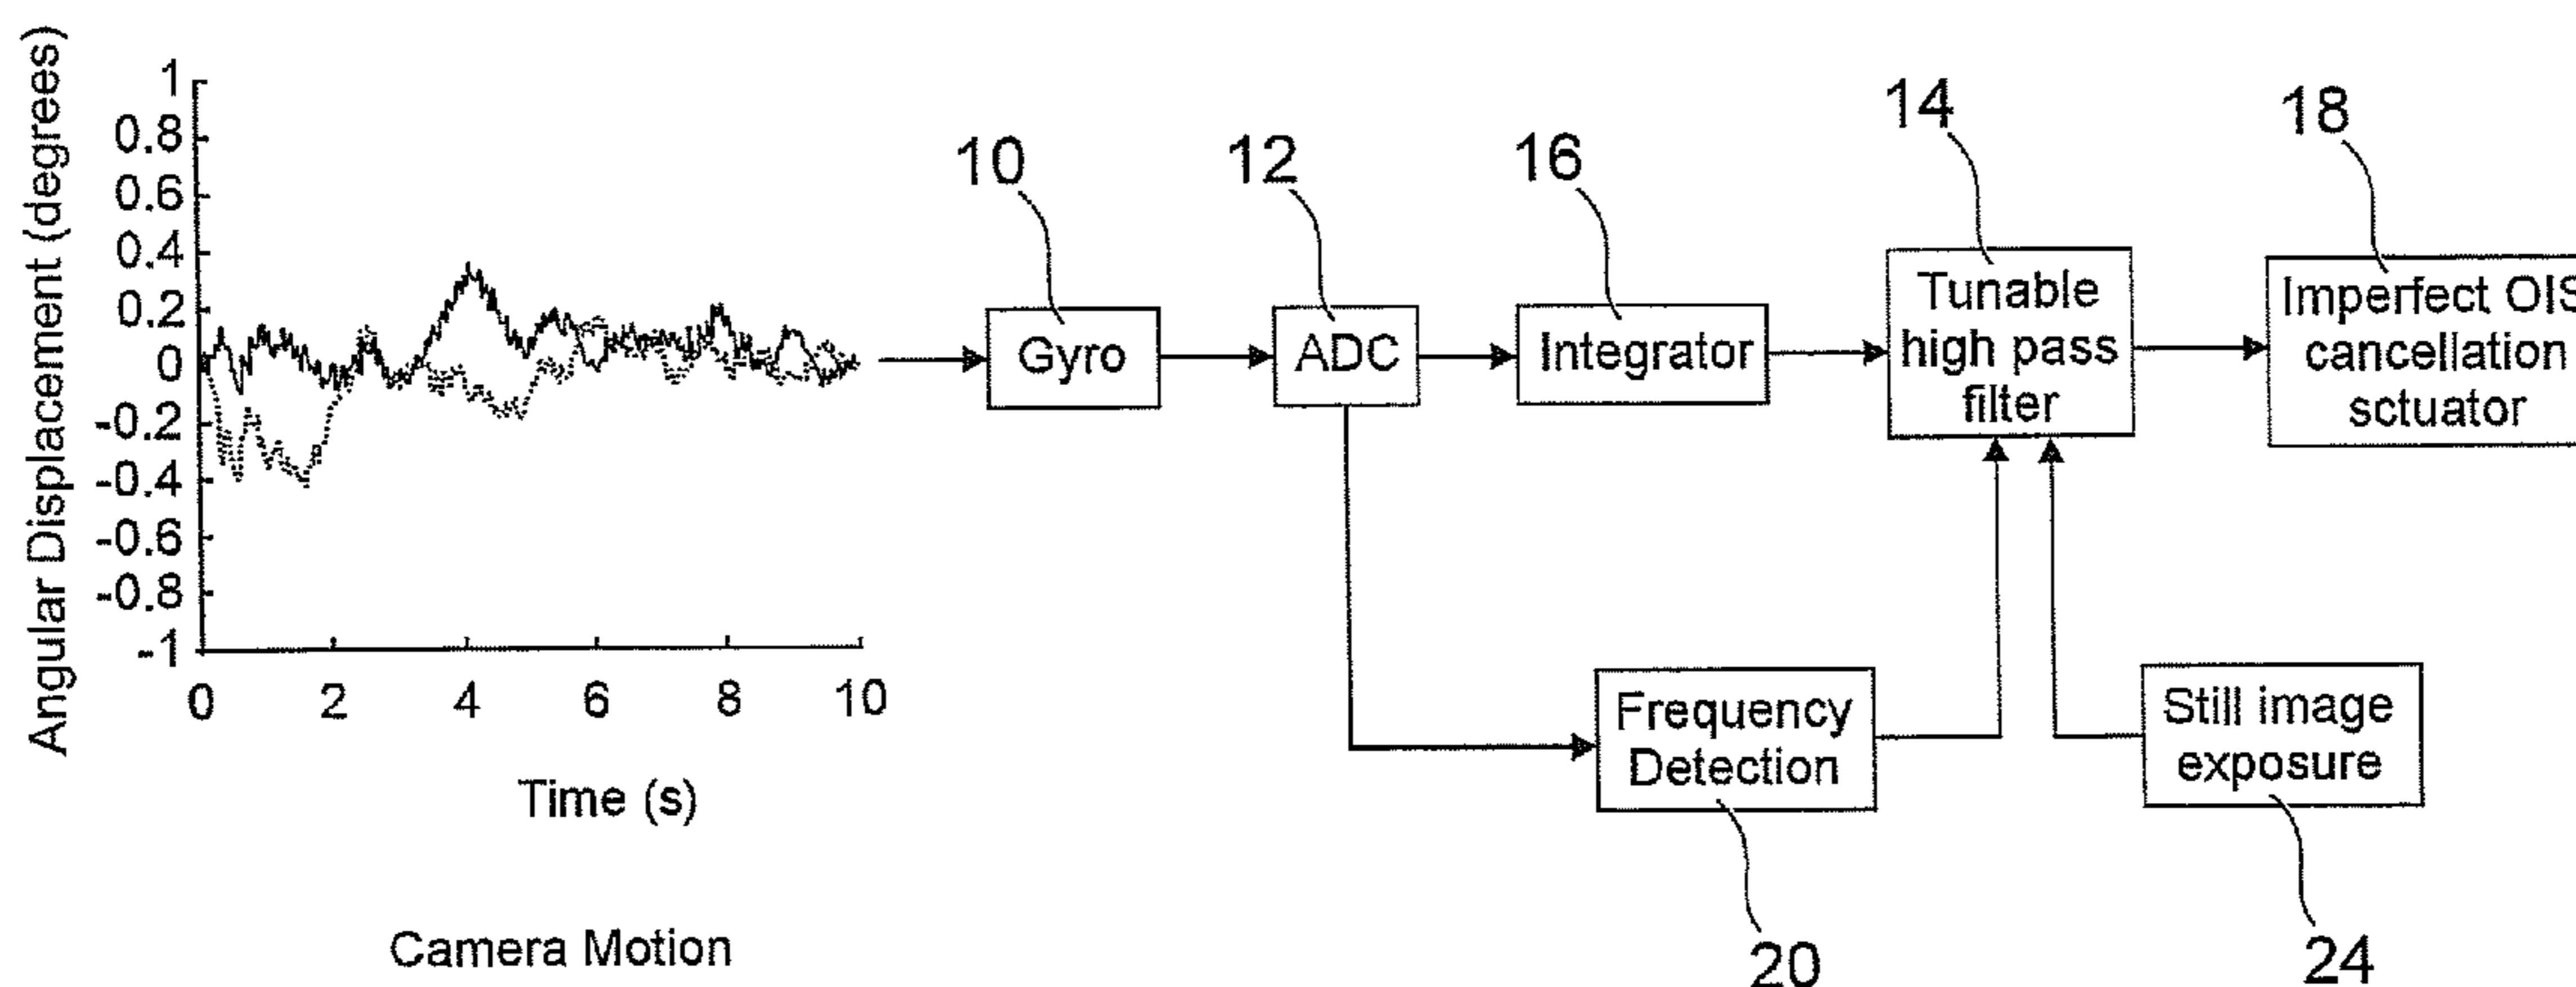 Angular Displacement (degrees)
1
0.8
0.6
0.4
0.2
0
-0.2
-0.4
-0.6
-0.8
-1
0 2 4 6 8 10
Time (s)
Camera Motion
10
Gyro
12
ADC
16
Integrator
14
Tunable
high pass
filter
18
Imperfect OIS
cancellation
sctuator
Frequency
Detection
20
Still image
exposure
24